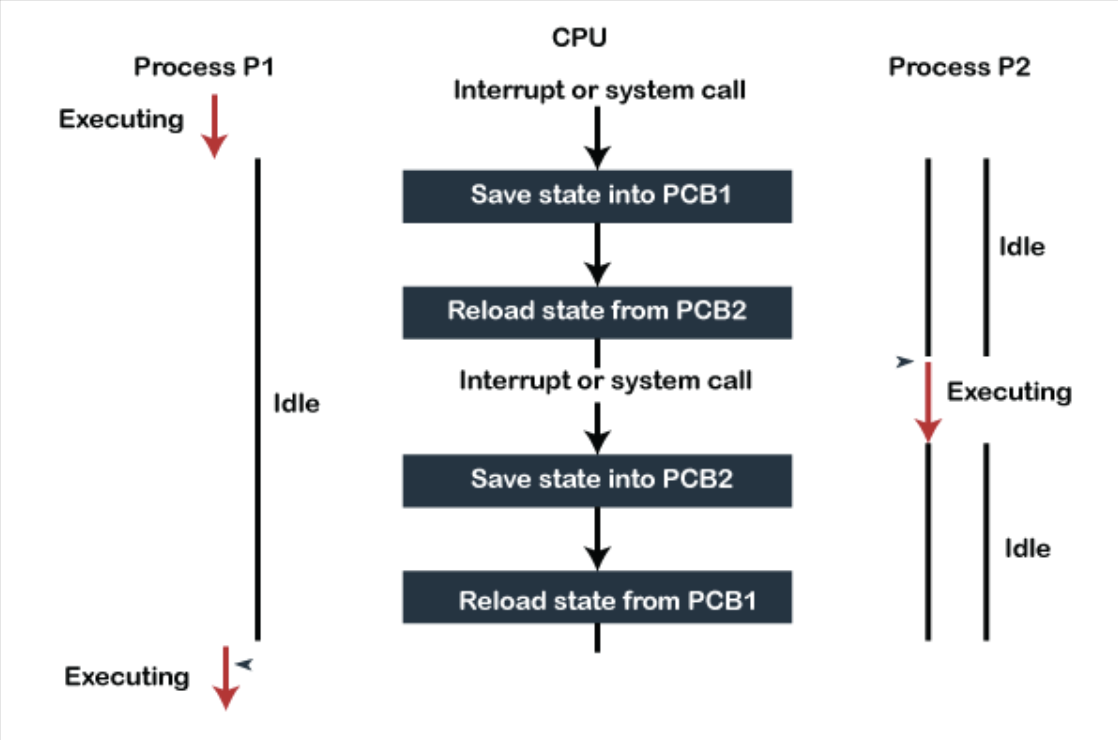 CPU
Process P1
Process P2
Interrupt or system call
Executing
Save state into PCB1
Idle
Reload state from PCB2
Interrupt or system call
Executing
Idle
Save state into PCB2
Idle
Reload state from PCB1
Executing